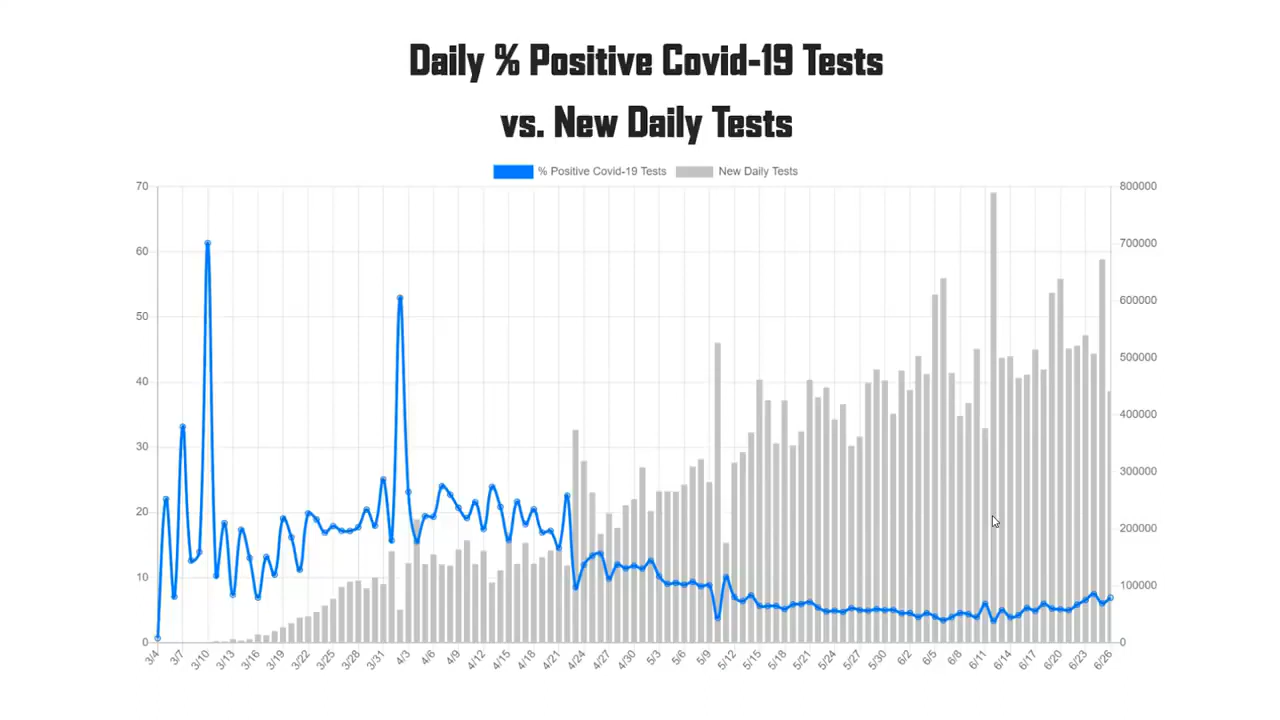 Daily % Positive Covid-19 Tests
vs. New Daily Tests
% Positive Covid-19 Tests New Daily Tests
70 800000
60 700000
50 600000
40 500000
30 400000
20 300000
10 200000
0 100000
0
3/4 3/7 3/10 3/13 3/16 3/19 3/22 3/25 3/28 3/31 4/3 4/6 4/9 4/12 4/15 4/18 4/21 4/24 4/27 4/30 5/3 5/6 5/9 5/12 5/15 5/18 5/21 5/24 5/27 5/30 6/2 6/5 6/8 6/11 6/14 6/17 6/20 6/23 6/26